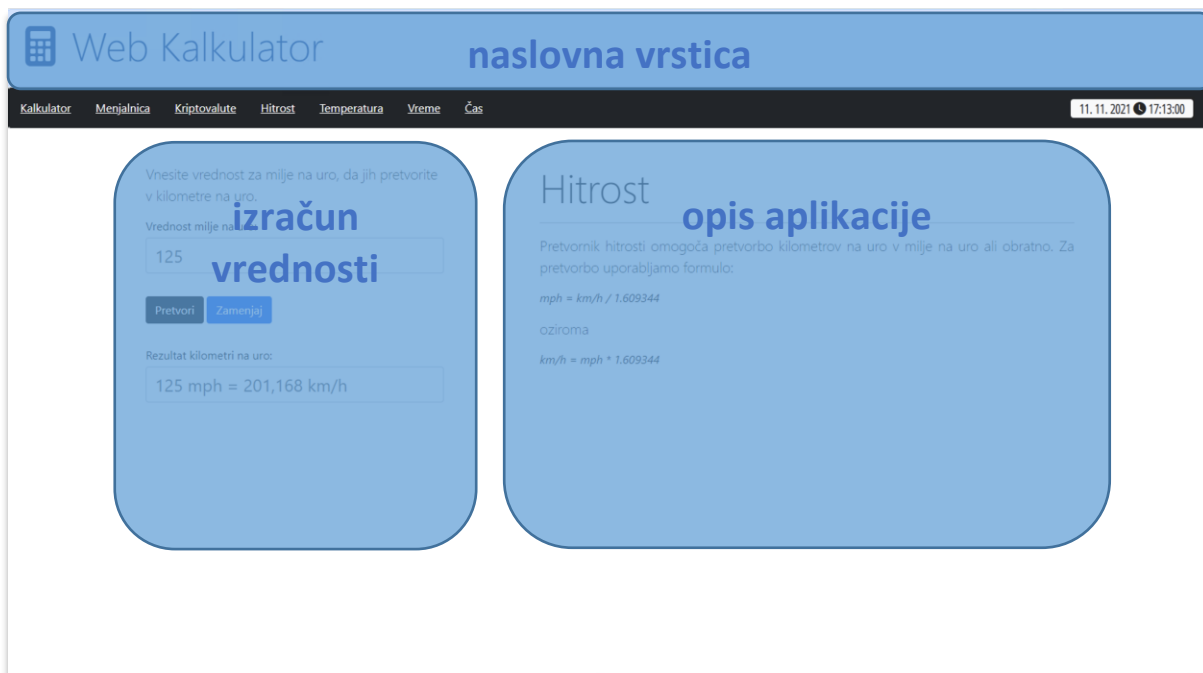 Web Kalkulator
naslovna vrstica
Kalkulator Menjalnica Kriptovalute Hitrost Temperatura Vreme Čas
11. 11. 2021 17:13:00
Vnesite vrednost za milje na uro, da jih pretvorite
v kilometre na uro.
izračun
Vrednost milje na uro:
125
vrednosti
Pretvori Zamenjaj
Rezultat kilometri na uro:
125 mph = 201,168 km/h
Hitrost
opis aplikacije
Pretvornik hitrosti omogoča pretvorbo kilometrov na uro v milje na uro ali obratno. Za
pretvorbo uporabljamo formulo:
mph = km/h / 1.609344
oziroma
km/h = mph * 1.609344